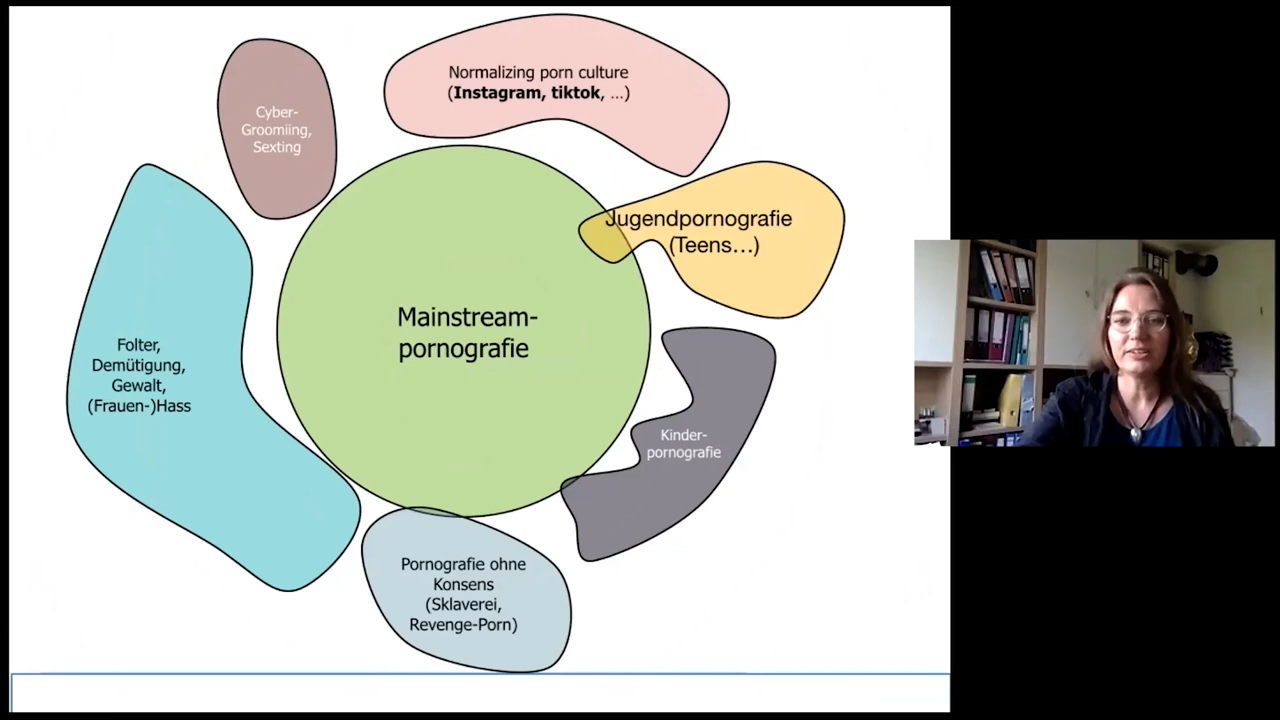 Normalizing porn culture
(Instagram, tiktok, ...)
Cyber-
Groomiing,
Sexting
Jugendpornografie
(Teens...)
Mainstream-
pornografie
Folter,
Demütigung,
Gewalt,
(Frauen-)Hass
Kinder-
pornografie
Pornografie ohne
Konsens
(Sklaverei,
Revenge-Porn)